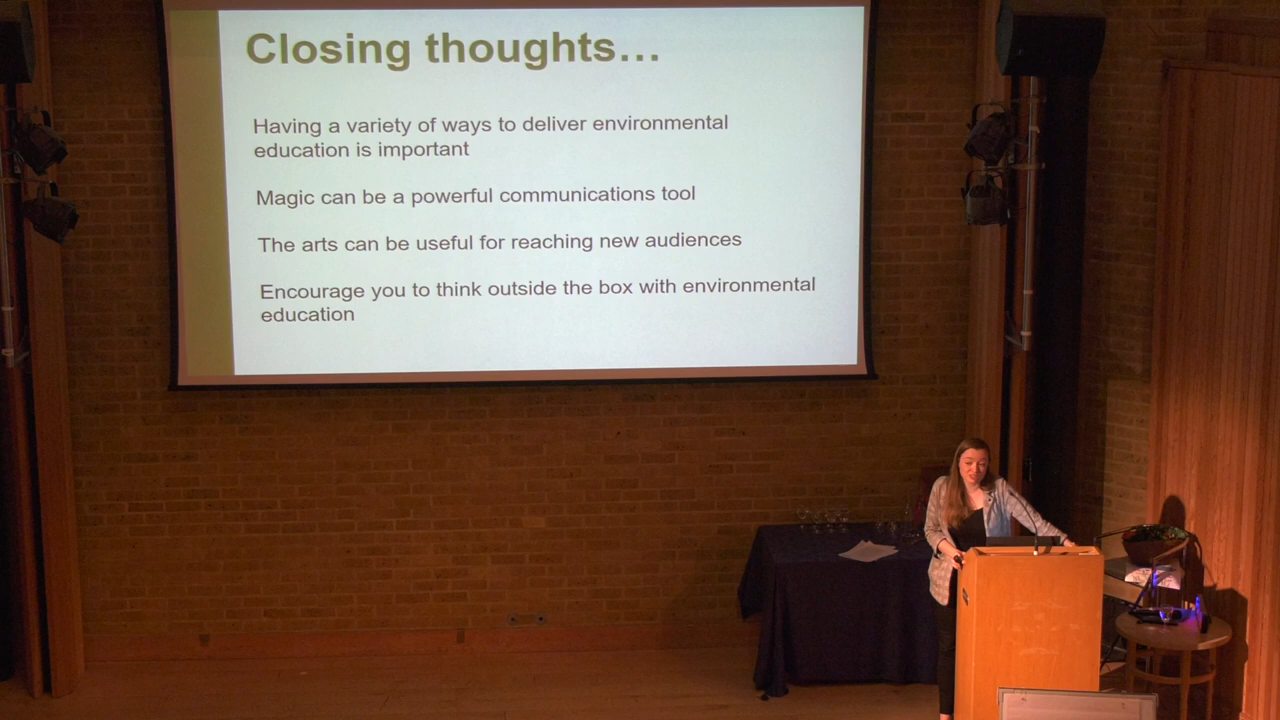 Closing thoughts…
Having a variety of ways to deliver environmental
education is important
Magic can be a powerful communications tool
The arts can be useful for reaching new audiences
Encourage you to think outside the box with environmental
education